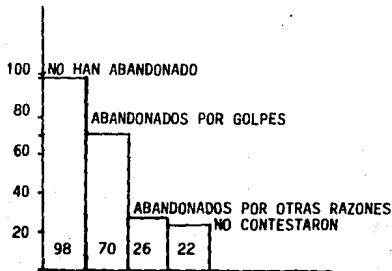 100 NO HAN ABANDONADO
80 ABANDONADOS POR GOLPES
60
40
ABANDONADOS POR OTRAS RAZONES
NO CONTESTARON
20
98 70 26 22